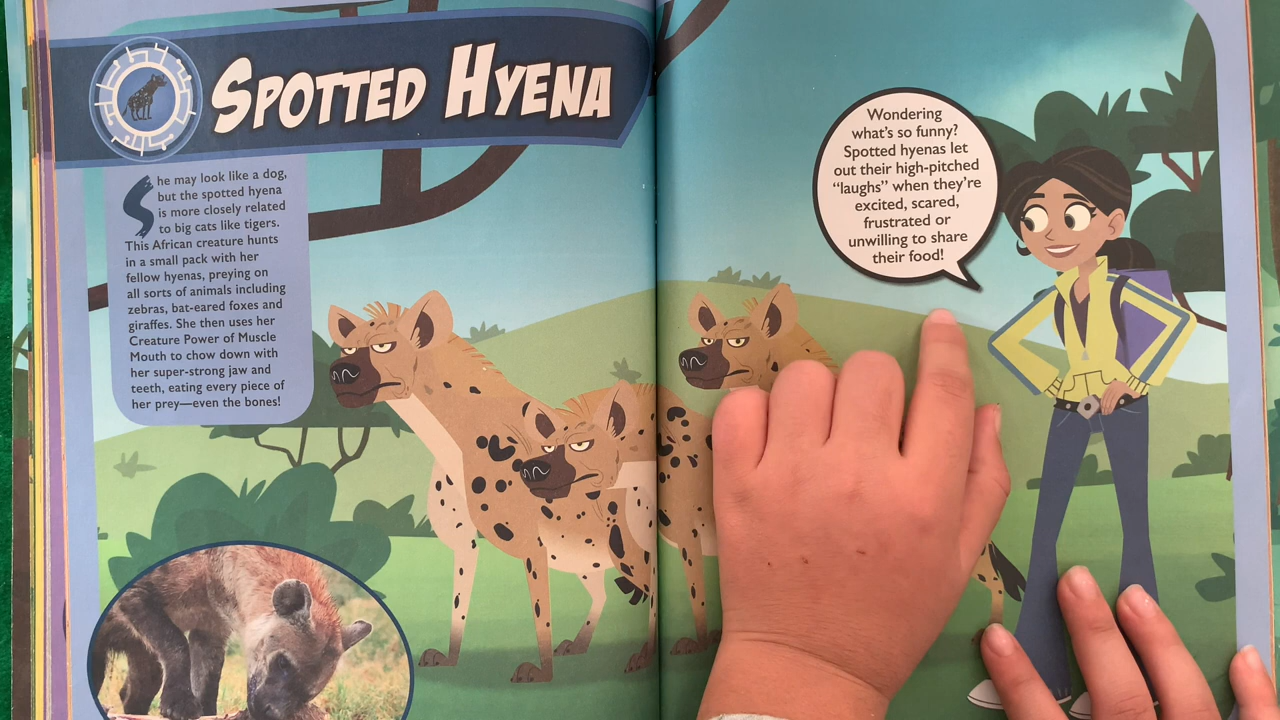 SPOTTED HYENA
She may look like a dog,
but the spotted hyena
is more closely related
to big cats like tigers.
This African creature hunts
in a small pack with her
fellow hyenas, preying on
all sorts of animals including
zebras, bat-eared foxes and
giraffes. She then uses her
Creature Power of Muscle
Mouth to chow down with
her super-strong jaw and
teeth, eating every piece of
her prey—even the bones!
Wondering
what's so funny?
Spotted hyenas let
out their high-pitched
“laughs” when they're
excited, scared,
frustrated or
unwilling to share
their food!